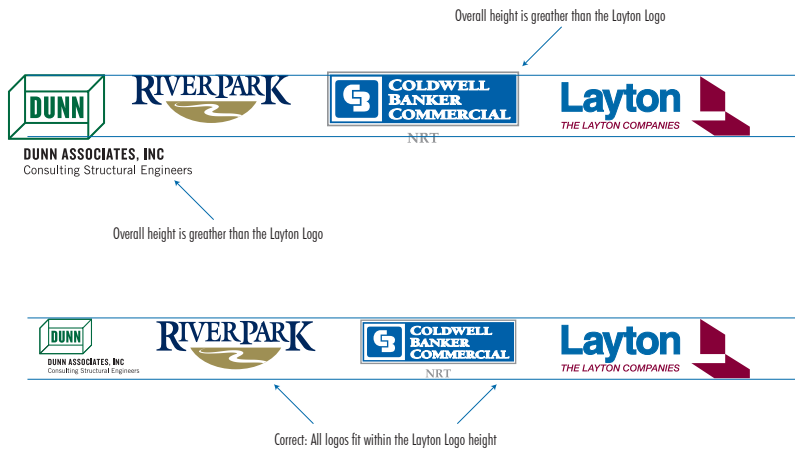 Overall height is greather than the Layton Logo
DUNN
RIVERPARK
CB
COLDWELL
BANKER
COMMERCIAL
NRT
Layton
THE LAYTON COMPANIES
DUNN ASSOCIATES, INC
Consulting Structural Engineers
Overall height is greather than the Layton Logo
DUNN
DUNN ASSOCIATES, INC
Consulting Structural Engineers
RIVERPARK
CB
COLDWELL
BANKER
COMMERCIAL
NRT
Layton
THE LAYTON COMPANIES
Correct: All logos fit within the Layton Logo height